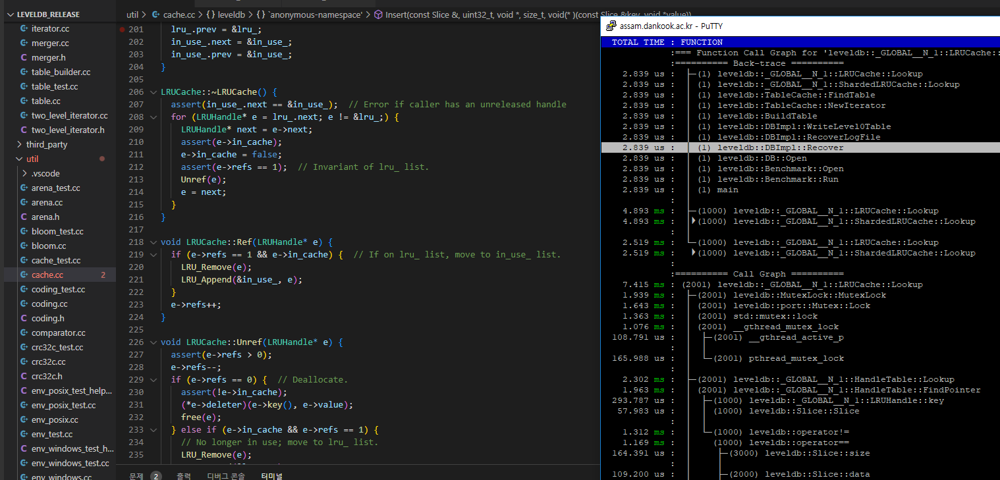 LEVELDB_RELEASE
iterator.cc
merger.cc
merger.h
table_builder.cc
table_test.cc
table.cc
two_level_iterator.cc
two_level_iterator.h
third_party
util
.vscode
arena_test.cc
arena.cc
arena.h
bloom_test.cc
bloom.cc
cache_test.cc
cache.cc 2
coding_test.cc
coding.cc
coding.h
comparator.cc
crc32c_test.cc
crc32c.cc
crc32c.h
env_posix_test_help...
env_posix_test.cc
env_posix.cc
env_test.cc
env_windows_test_h...
env_windows_test.cc
env_windows.cc
util > cache.cc > {} leveldb > {} `anonymous-namespace' > Insert(const Slice &, uint32_t, void *, size_t, void(* )(const Slice &key, void *value))
201 lru_.prev = &lru_;
202 in_use_.next = &in_use_;
203 in_use_.prev = &in_use_;
204 }
205
206 LRUCache::~LRUCache() {
207 assert(in_use_.next == &in_use_);  // Error if caller has an unreleased handle
208 for (LRUHandle* e = lru_.next; e != &lru_;) {
209 LRUHandle* next = e->next;
210 assert(e->in_cache);
211 e->in_cache = false;
212 assert(e->refs == 1);  // Invariant of lru_ list.
213 Unref(e);
214 e = next;
215 }
216 }
217
218 void LRUCache::Ref(LRUHandle* e) {
219 if (e->refs == 1 && e->in_cache) {  // If on lru_ list, move to in_use_ list.
220 LRU_Remove(e);
221 LRU_Append(&in_use_, e);
222 }
223 e->refs++;
224 }
225
226 void LRUCache::Unref(LRUHandle* e) {
227 assert(e->refs > 0);
228 e->refs--;
229 if (e->refs == 0) {  // Deallocate.
230 assert(!e->in_cache);
231 (*e->deleter)(e->key(), e->value);
232 free(e);
233 } else if (e->in_cache && e->refs == 1) {
234 // No longer in use; move to lru_ list.
235 LRU_Remove(e);
문제 2 출력 디버그 콘솔 터미널
assam.dankook.ac.kr - PuTTY
TOTAL TIME : FUNCTION
:=== Function Call Graph for 'leveldb::_GLOBAL__N_1::LRUCache::
:========== Back-trace ==========
2.839 us : (1) leveldb::_GLOBAL__N_1::LRUCache::Lookup
2.839 us : (1) leveldb::_GLOBAL__N_1::ShardedLRUCache::Lookup
2.839 us : (1) leveldb::TableCache::FindTable
2.839 us : (1) leveldb::TableCache::NewIterator
2.839 us : (1) leveldb::BuildTable
2.839 us : (1) leveldb::DBImpl::WriteLevel0Table
2.839 us : (1) leveldb::DBImpl::RecoverLogFile
2.839 us : (1) leveldb::DBImpl::Recover
2.839 us : (1) leveldb::DB::Open
2.839 us : (1) leveldb::Benchmark::Open
2.839 us : (1) leveldb::Benchmark::Run
2.839 us : (1) main
:
4.893 ms : (1000) leveldb::_GLOBAL__N_1::LRUCache::Lookup
4.893 ms : (1000) leveldb::_GLOBAL__N_1::ShardedLRUCache::Lookup
:
2.519 ms : (1000) leveldb::_GLOBAL__N_1::LRUCache::Lookup
2.519 ms : (1000) leveldb::_GLOBAL__N_1::ShardedLRUCache::Lookup
:
:========== Call Graph ==========
7.415 ms : (2001) leveldb::_GLOBAL__N_1::LRUCache::Lookup
1.939 ms : (2001) leveldb::MutexLock::MutexLock
1.643 ms : (2001) leveldb::port::Mutex::Lock
1.363 ms : (2001) std::mutex::lock
1.076 ms : (2001) __gthread_mutex_lock
108.791 us : (2001) __gthread_active_p
:
165.988 us : (2001) pthread_mutex_lock
:
2.302 ms : (2001) leveldb::_GLOBAL__N_1::HandleTable::Lookup
1.963 ms : (2001) leveldb::_GLOBAL__N_1::HandleTable::FindPointer
293.787 us : (1000) leveldb::_GLOBAL__N_1::LRUHandle::key
57.983 us : (1000) leveldb::Slice::Slice
:
1.312 ms : (1000) leveldb::operator!=
1.169 ms : (1000) leveldb::operator==
164.391 us : (3000) leveldb::Slice::size
:
109.200 us : (2000) leveldb::Slice::data